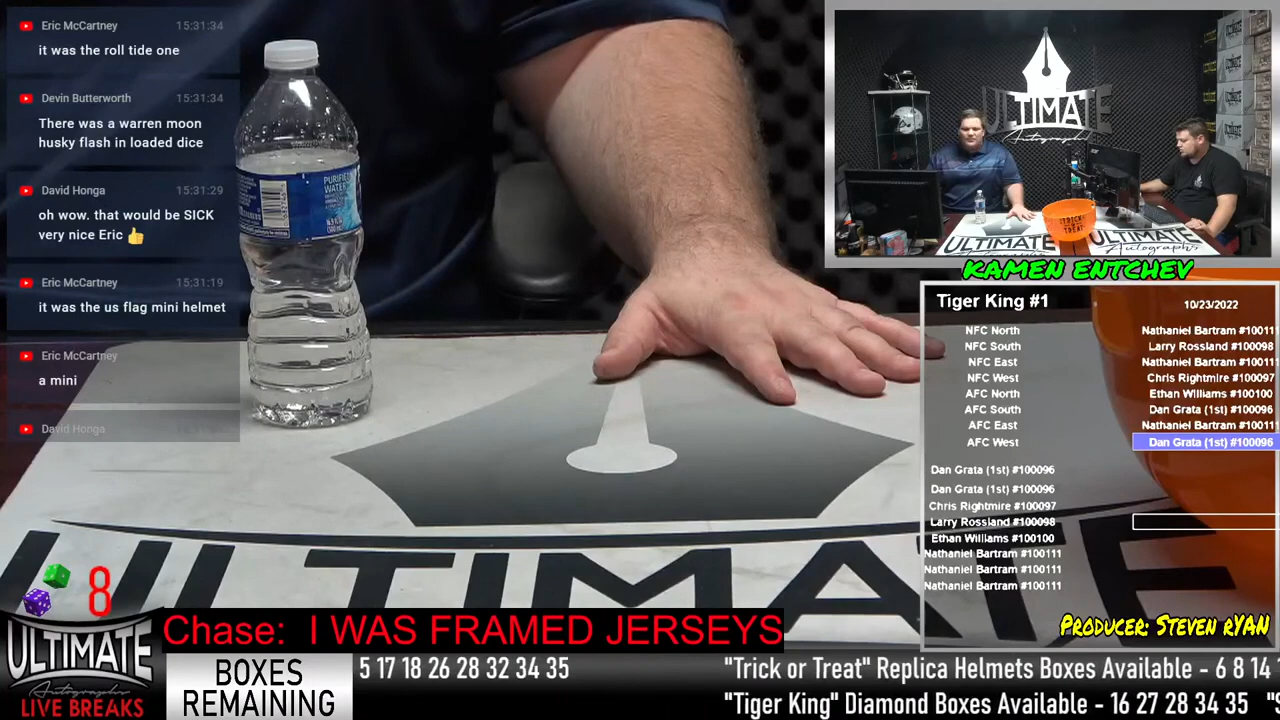 Eric McCartney 15:31:34
it was the roll tide one
Devin Butterworth 15:31:34
There was a warren moon
husky flash in loaded dice
David Honga 15:31:29
oh wow. that would be SICK
very nice Eric 👍
Eric McCartney 15:31:19
it was the us flag mini helmet
Eric McCartney
a mini
David Honga
PURIFIED
WATER
ULTIMATE
Autographs
TRICK
TREAT
ULTIMATE
ULTIMATE
Autographs
KAMEN ENTCHEV
Tiger King #1 10/23/2022
NFC North Nathaniel Bartram #10011
NFC South Larry Rossland #100098
NFC East Nathaniel Bartram #10011
NFC West Chris Rightmire #100097
AFC North Ethan Williams #100100
AFC South Dan Grata (1st) #100096
AFC East Nathaniel Bartram #10011
AFC West Dan Grata (1st) #100096
Dan Grata (1st) #100096
Dan Grata (1st) #100096
Chris Rightmire #100097
Larry Rossland #100098
Ethan Williams #100100
Nathaniel Bartram #100111
Nathaniel Bartram #100111
Nathaniel Bartram #100111
Producer: Steven rYAN
ULTIMATE
8
ULTIMATE
Autographs
LIVE BREAKS
Chase: I WAS FRAMED JERSEYS
BOXES
REMAINING
5 17 18 26 28 32 34 35
"Trick or Treat" Replica Helmets Boxes Available - 6 8 14
"Tiger King" Diamond Boxes Available - 16 27 28 34 35 "S